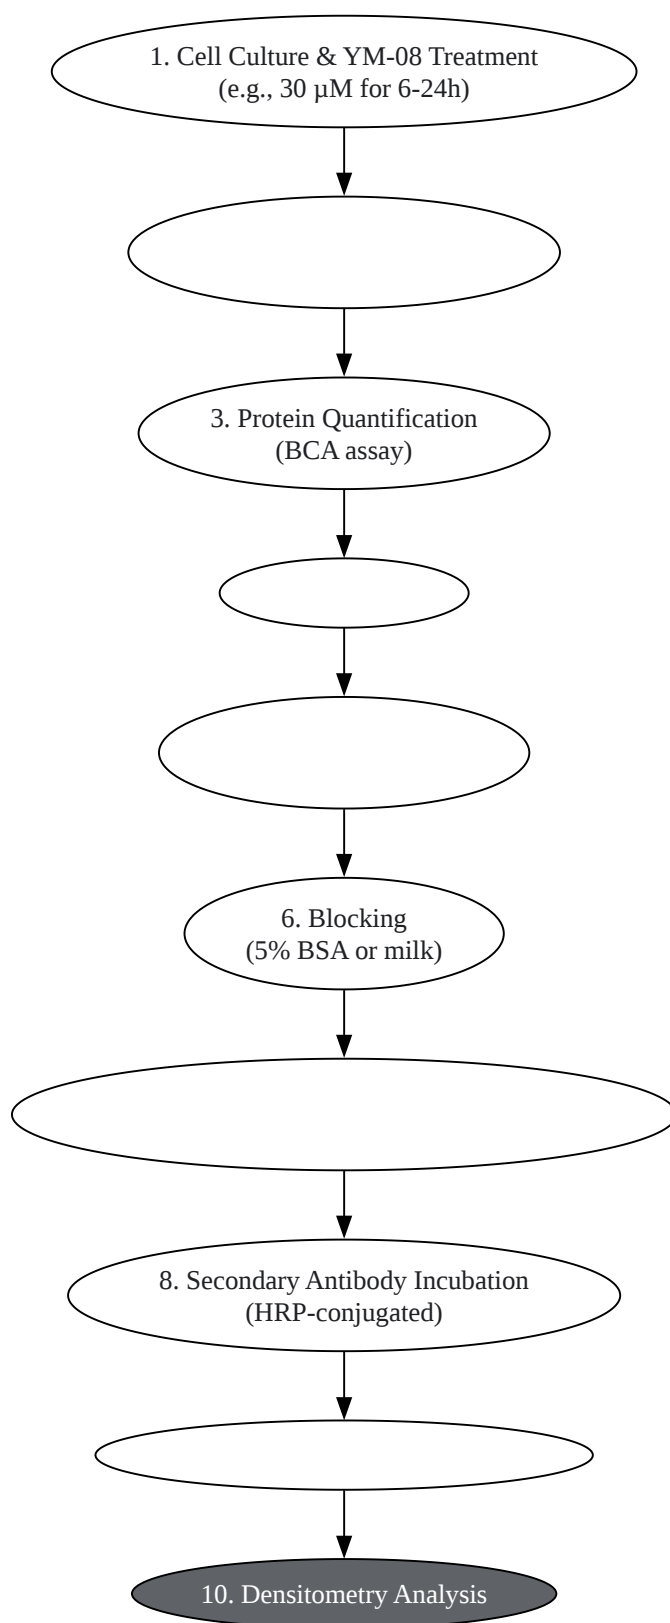 1. Cell Culture & YM-08 Treatment
(e.g., 30 µM for 6-24h)
3. Protein Quantification
(BCA assay)
6. Blocking
(5% BSA or milk)
8. Secondary Antibody Incubation
(HRP-conjugated)
10. Densitometry Analysis